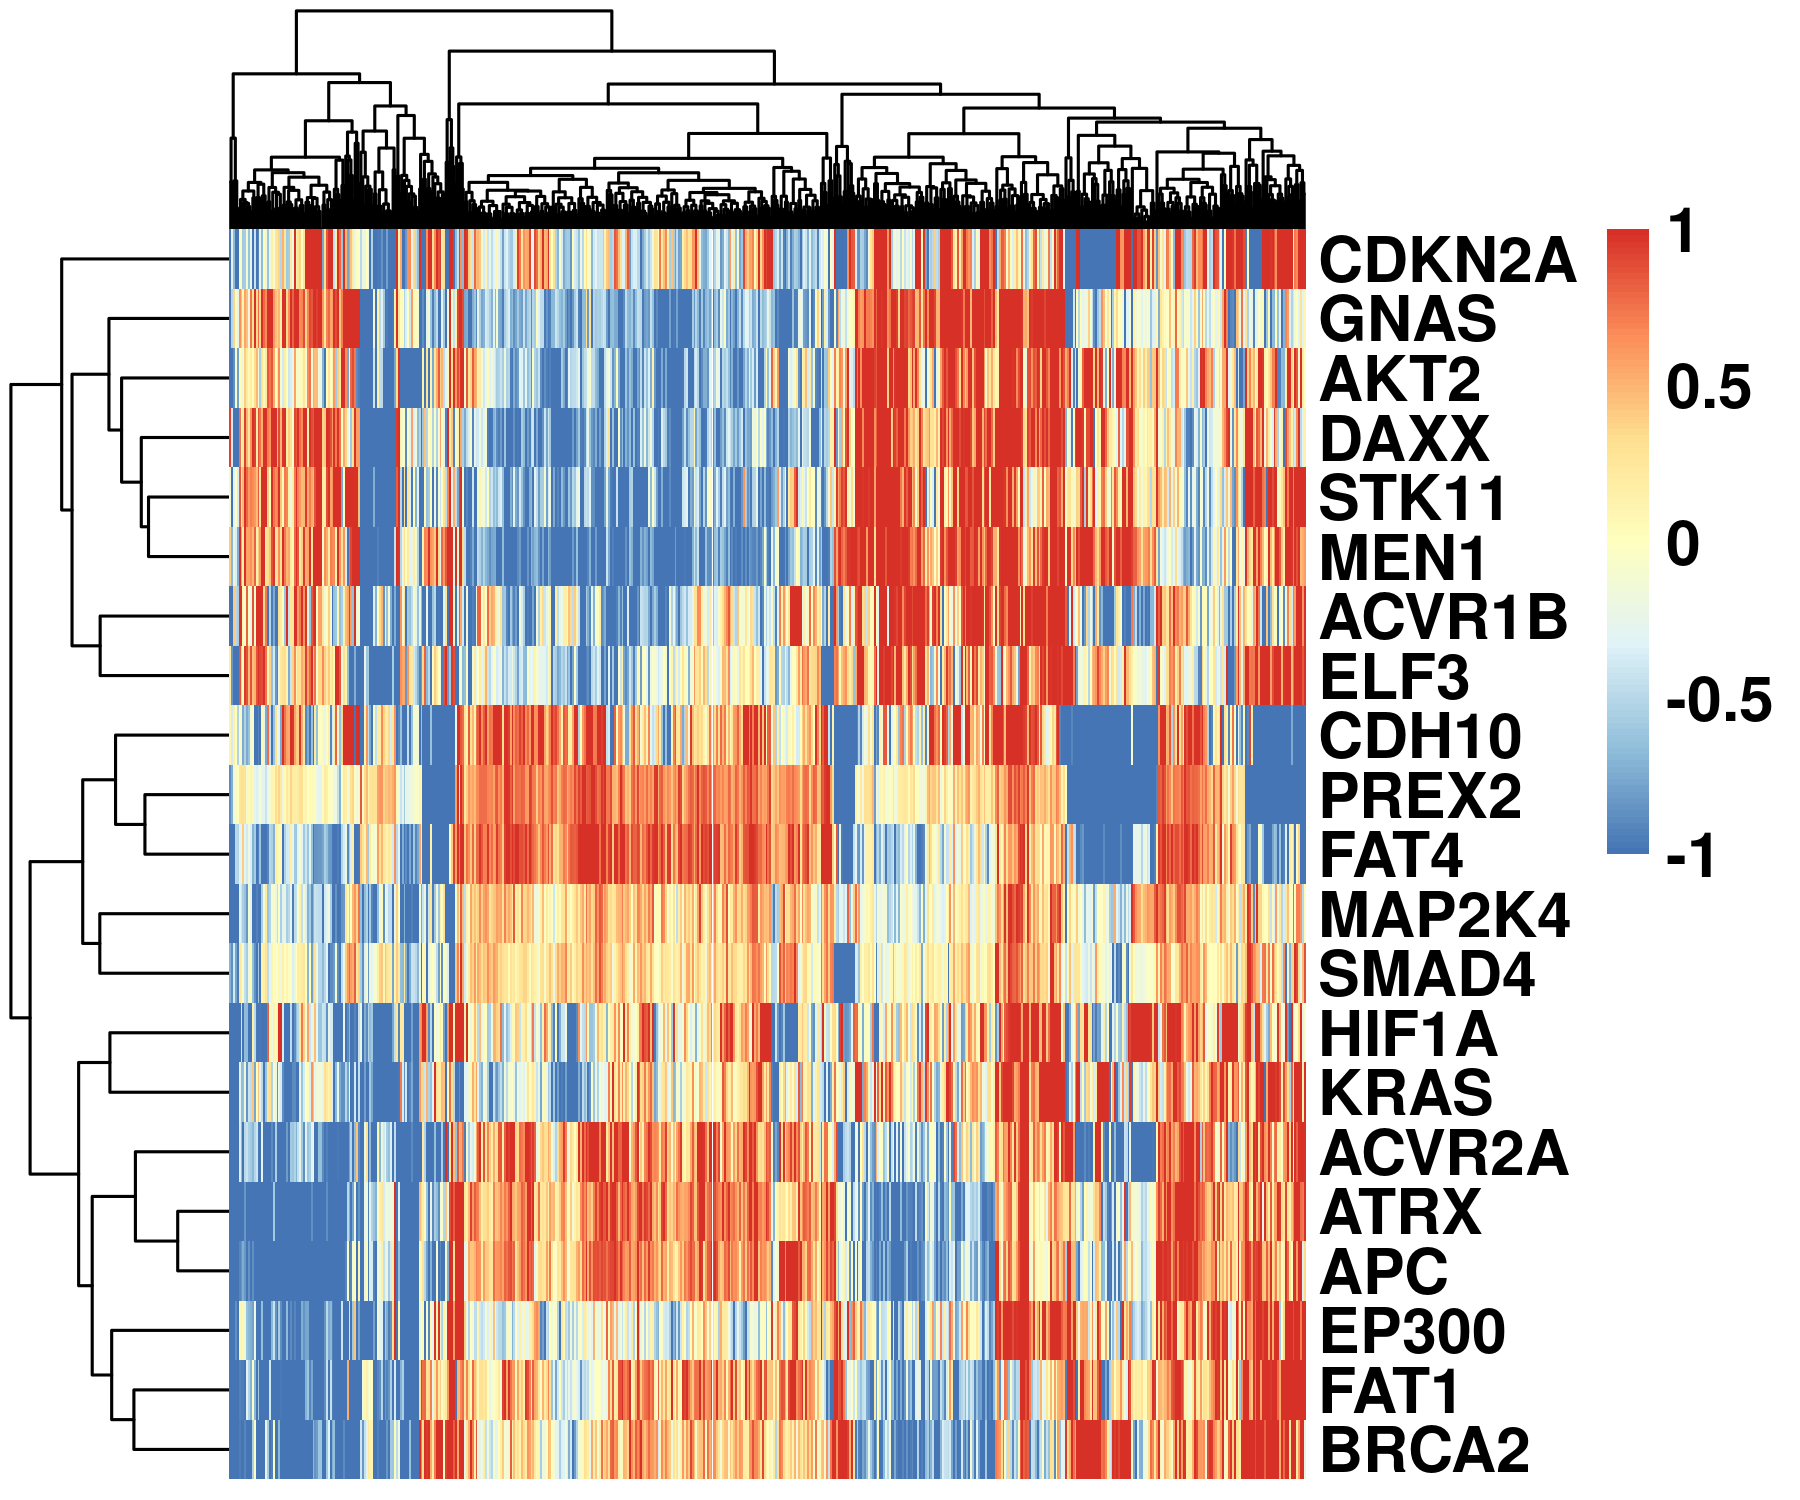 CDKN2A
GNAS
AKT2
DAXX
STK11
MEN1
ACVR1B
ELF3
CDH10
PREX2
FAT4
MAP2K4
SMAD4
HIF1A
KRAS
ACVR2A
ATRX
APC
EP300
FAT1
BRCA2
1
0.5
0
-0.5
-1